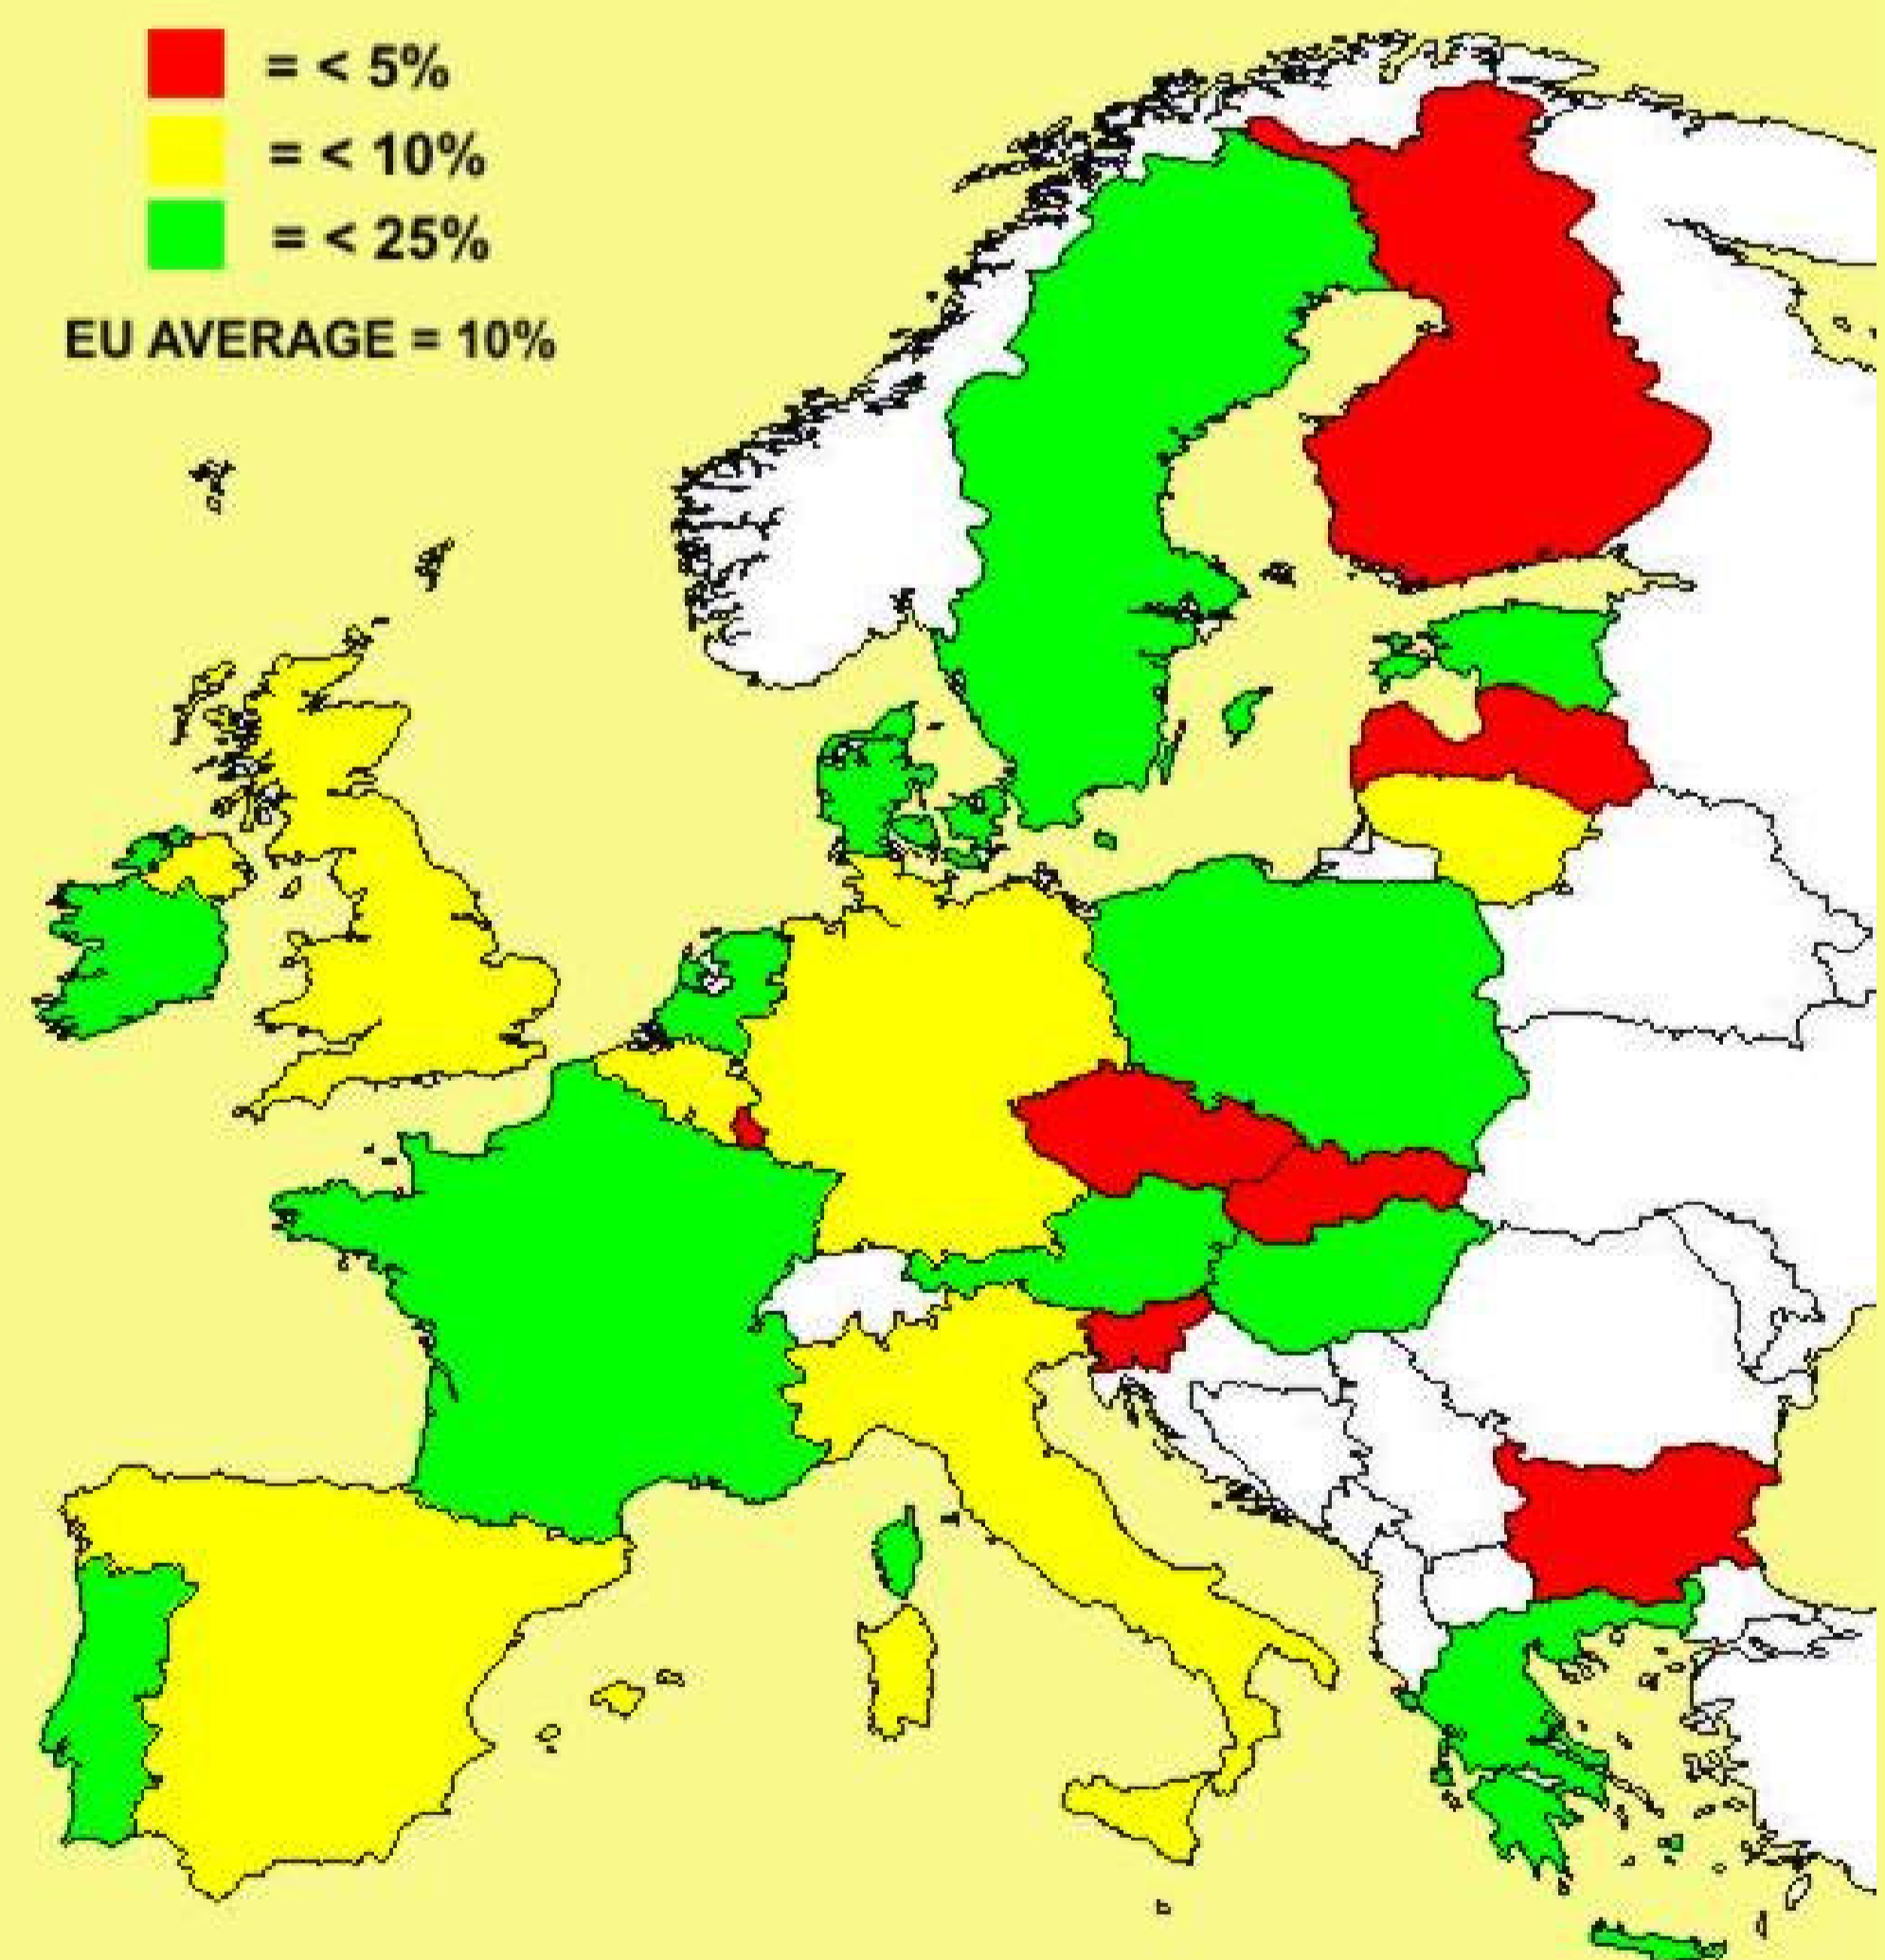 = < 5%
= < 10%
= < 25%
EU AVERAGE = 10%